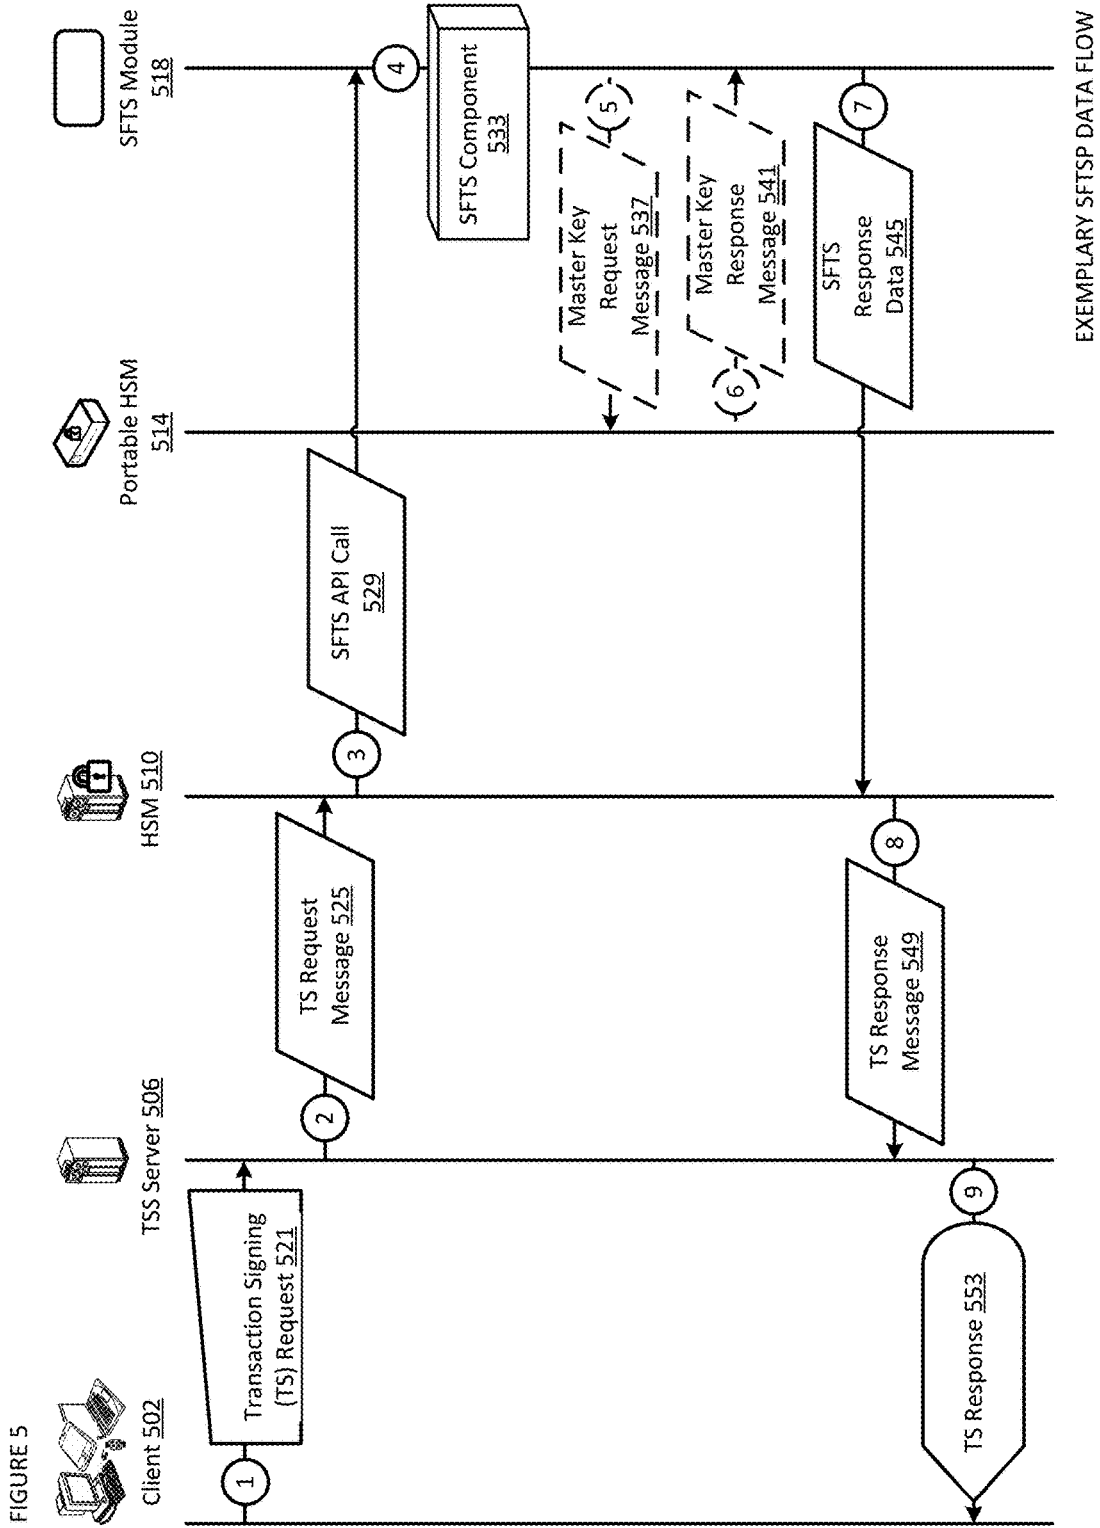 FIGURE 5
Client 502
TSS Server 506
HSM 510
Portable HSM
514
SFTS Module
518
1
Transaction Signing
(TS) Request 521
2
TS Request
Message 525
3
SFTS API Call
529
4
SFTS Component
533
5
Master Key
Request
Message 537
6
Master Key
Response
Message 541
7
SFTS
Response
Data 545
8
TS Response
Message 549
9
TS Response 553
EXEMPLARY SFTSP DATA FLOW